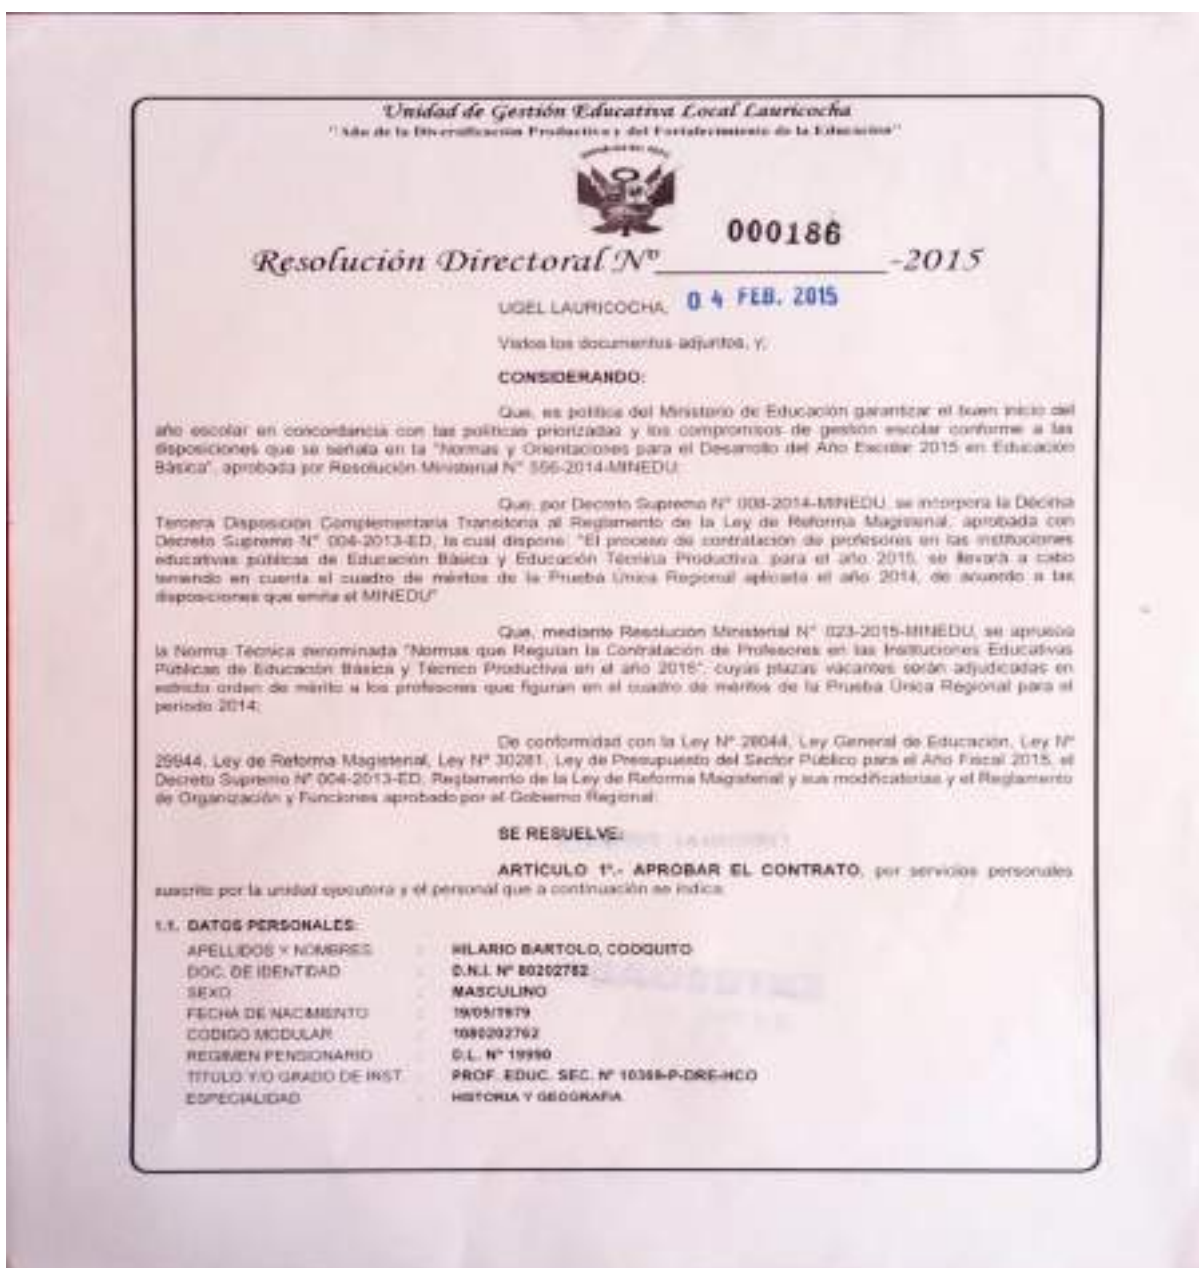 Unidad de Gestión Educativa Local Lauricocha
"Año de la Diversificación Productiva y del Fortalecimiento de la Educación"
000186
Resolución Directoral Nº -2015
UGEL LAURICOCHA, 04 FEB. 2015
Vistos los documentos adjuntos, y;
CONSIDERANDO:
Que, es política del Ministerio de Educación garantizar el buen inicio del
año escolar en concordancia con las políticas priorizadas y los compromisos de gestión escolar conforme a las
disposiciones que se señala en la "Normas y Orientaciones para el Desarrollo del Año Escolar 2015 en Educación
Básica", aprobada por Resolución Ministerial N° 556-2014-MINEDU;
Que, por Decreto Supremo N° 008-2014-MINEDU, se incorpora la Décima
Tercera Disposición Complementaria Transitoria al Reglamento de la Ley de Reforma Magisterial, aprobada con
Decreto Supremo N° 004-2013-ED, la cual dispone: "El proceso de contratación de profesores en las instituciones
educativas públicas de Educación Básica y Educación Técnica Productiva, para el año 2015, se llevará a cabo
teniendo en cuenta el cuadro de méritos de la Prueba Única Regional aplicada el año 2014, de acuerdo a las
disposiciones que emita el MINEDU"
Que, mediante Resolución Ministerial N° 023-2015-MINEDU, se aprueba
la Norma Técnica denominada "Normas que Regulan la Contratación de Profesores en las Instituciones Educativas
Públicas de Educación Básica y Técnico Productiva en el año 2015", cuyas plazas vacantes serán adjudicadas en
estricto orden de mérito a los profesores que figuran en el cuadro de méritos de la Prueba Única Regional para el
periodo 2014;
De conformidad con la Ley Nº 28044, Ley General de Educación, Ley Nº
29944, Ley de Reforma Magisterial, Ley Nº 30281, Ley de Presupuesto del Sector Público para el Año Fiscal 2015, el
Decreto Supremo Nº 004-2013-ED, Reglamento de la Ley de Reforma Magisterial y sus modificatorias y el Reglamento
de Organización y Funciones aprobado por el Gobierno Regional;
SE RESUELVE:
ARTÍCULO 1º.- APROBAR EL CONTRATO, por servicios personales
suscrito por la unidad ejecutora y el personal que a continuación se indica:
1.1. DATOS PERSONALES:
APELLIDOS Y NOMBRES : HILARIO BARTOLO, COOQUITO
DOC. DE IDENTIDAD : D.N.I. Nº 80202762
SEXO : MASCULINO
FECHA DE NACIMIENTO : 19/05/1979
CODIGO MODULAR : 1080202762
REGIMEN PENSIONARIO : D.L. Nº 19990
TITULO Y/O GRADO DE INST. : PROF. EDUC. SEC. Nº 10369-P-DRE-HCO
ESPECIALIDAD : HISTORIA Y GEOGRAFIA